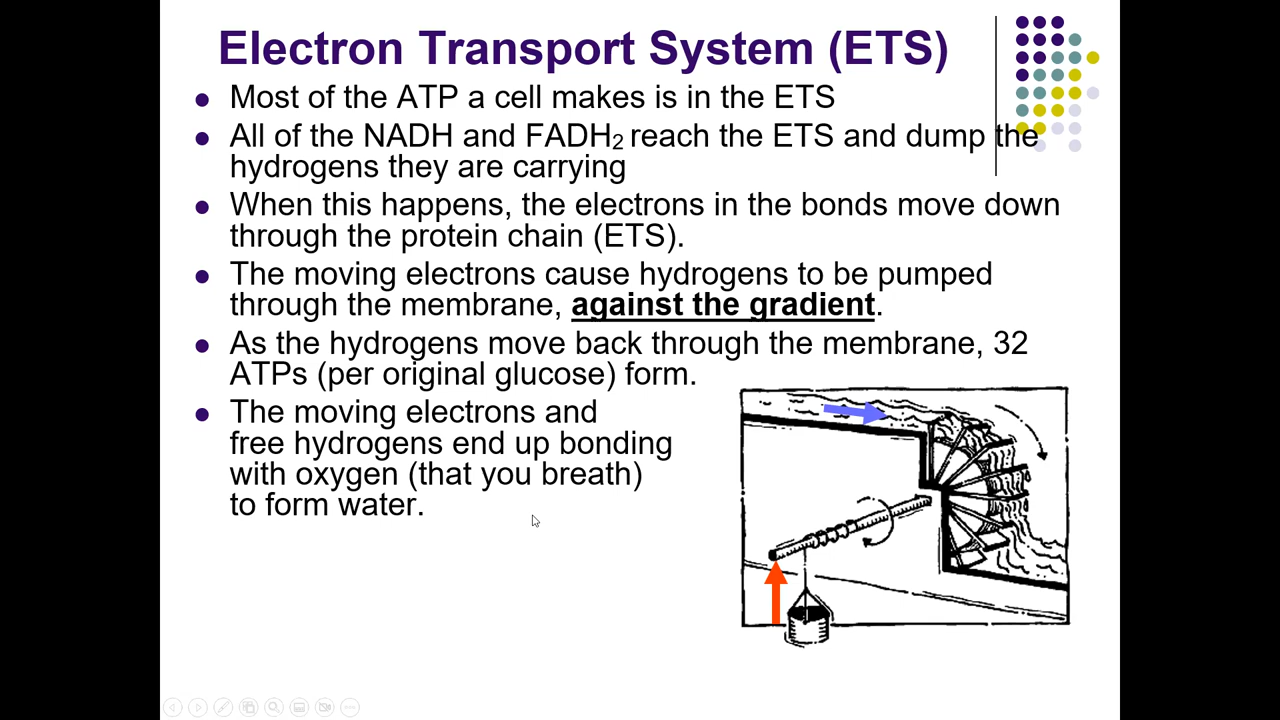 Electron Transport System (ETS)
Most of the ATP a cell makes is in the ETS
All of the NADH and FADH₂ reach the ETS and dump the
hydrogens they are carrying
When this happens, the electrons in the bonds move down
through the protein chain (ETS).
The moving electrons cause hydrogens to be pumped
through the membrane, against the gradient.
As the hydrogens move back through the membrane, 32
ATPs (per original glucose) form.
The moving electrons and
free hydrogens end up bonding
with oxygen (that you breath)
to form water.